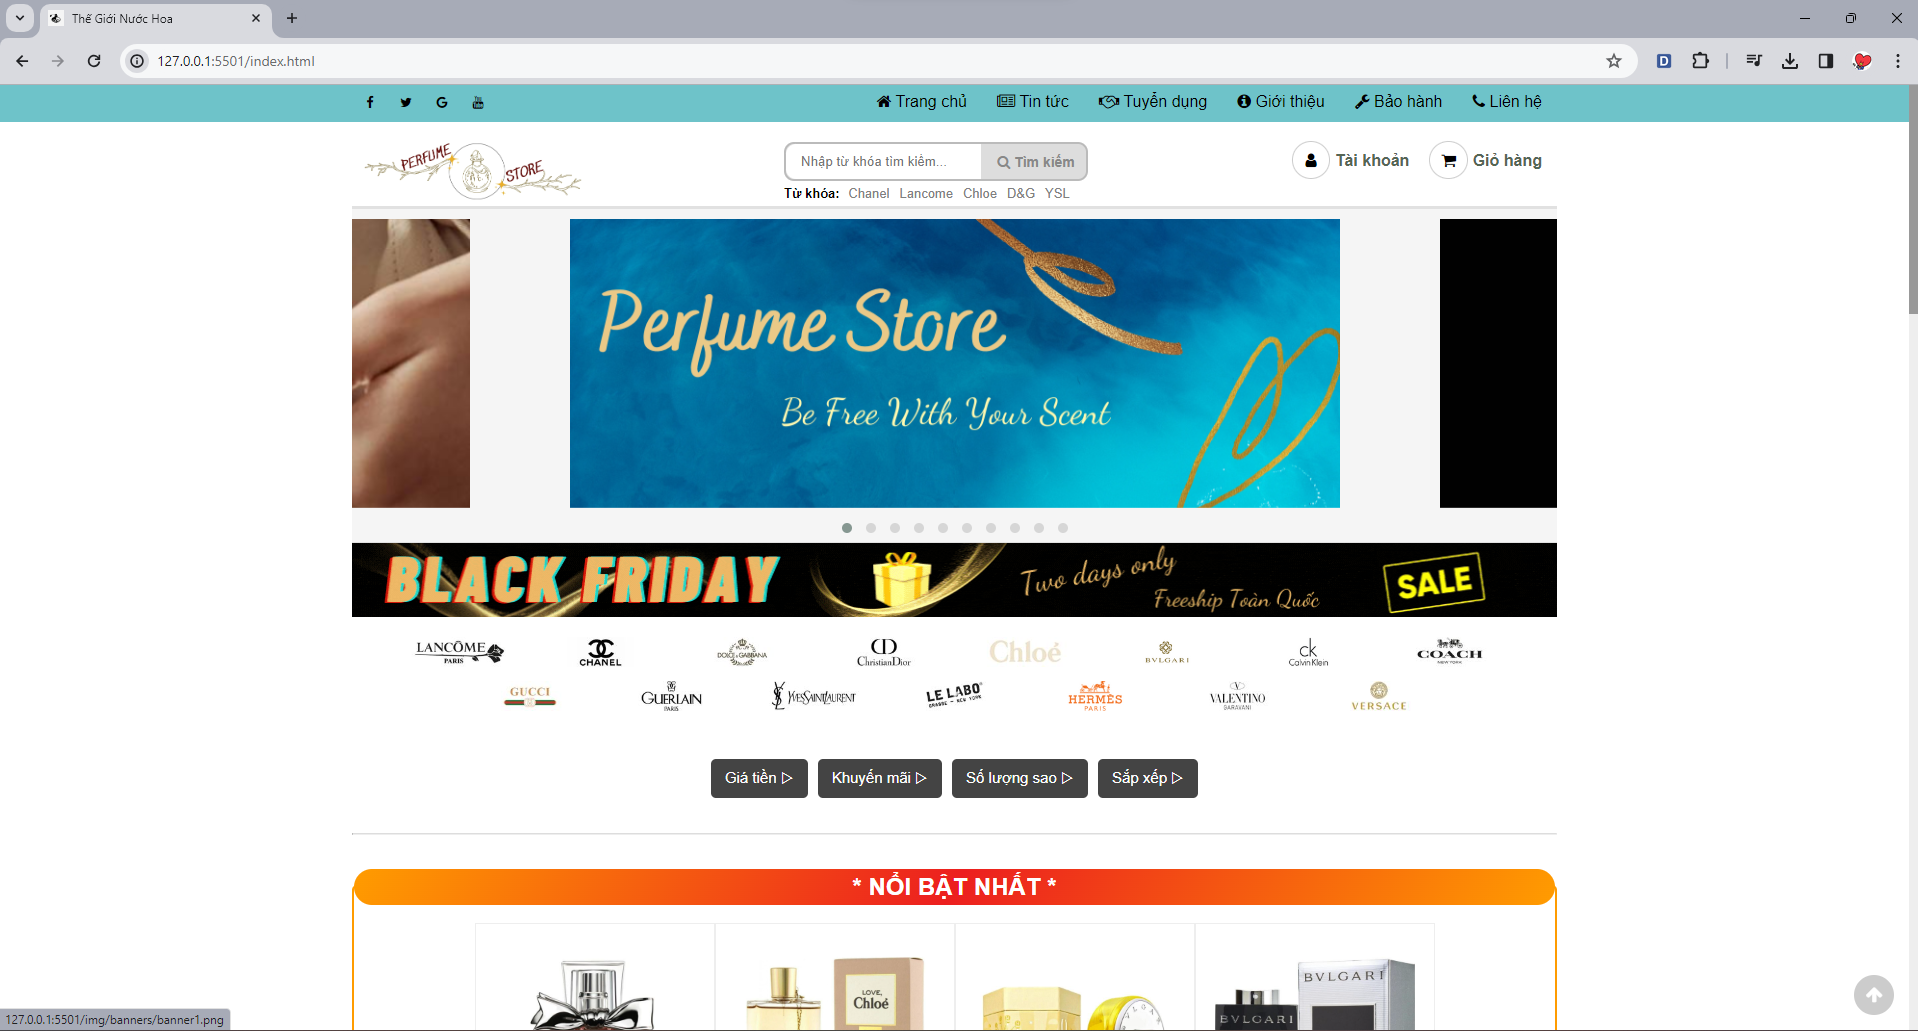 Thế Giới Nước Hoa
127.0.0.1:5501/index.html
Trang chủ Tin tức Tuyển dụng Giới thiệu Bảo hành Liên hệ
PERFUME STORE
Nhập từ khóa tìm kiếm... Tìm kiếm
Tài khoản Giỏ hàng
Từ khóa: Chanel Lancome Chloe D&G YSL
Perfume Store
Be Free With Your Scent
BLACK FRIDAY Two days only Freeship Toàn Quốc SALE
LANCÔME PARIS CHANEL DOLCE & GABBANA CD Christian Dior Chloé BVLGARI ck Calvin Klein COACH NEW YORK
GUCCI GUERLAIN PARIS YSL YVESSAINTLAURENT LE LABO GRASSE - NEW YORK HERMÈS PARIS V VALENTINO GARAVANI VERSACE
Giá tiền ▷ Khuyến mãi ▷ Số lượng sao ▷ Sắp xếp ▷
* NỔI BẬT NHẤT *
LOVE, Chloé
BVLGARI
BVLGARI
127.0.0.1:5501/img/banners/banner1.png